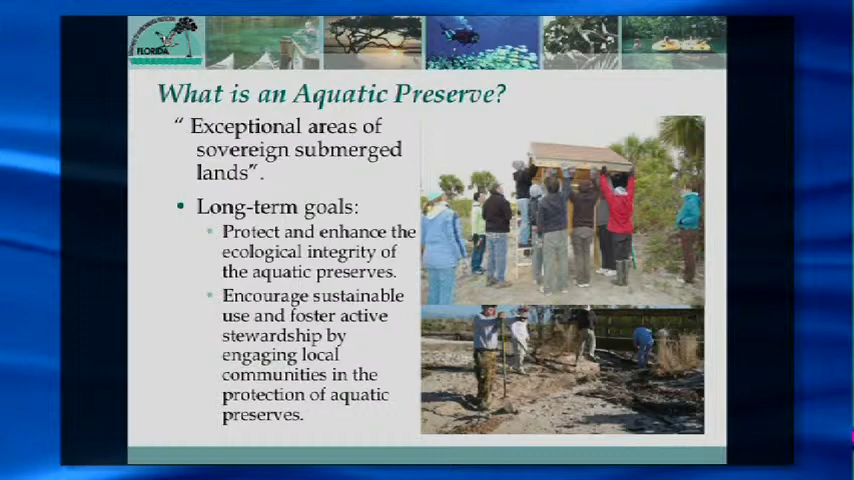 FLORIDA
What is an Aquatic Preserve?
“ Exceptional areas of
sovereign submerged
lands”.
• Long-term goals:
Protect and enhance the
ecological integrity of
the aquatic preserves.
Encourage sustainable
use and foster active
stewardship by
engaging local
communities in the
protection of aquatic
preserves.